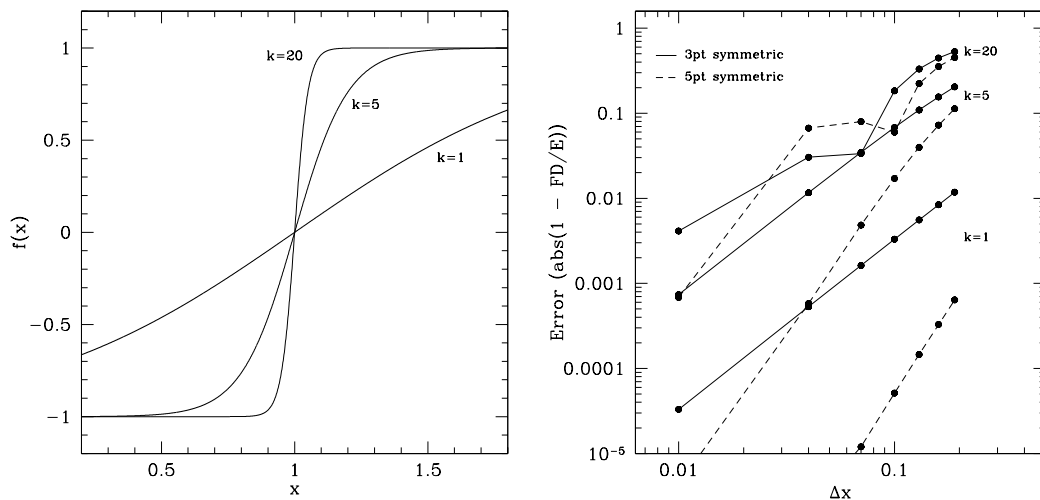 f(x)
1
0.5
0
−0.5
−1
k=20
k=5
k=1
0.5
1
1.5
x
Error (abs(1 − FD/E))
1
0.1
0.01
0.001
0.0001
10⁻⁵
3pt symmetric
5pt symmetric
k=20
k=5
k=1
0.01
0.1
Δx